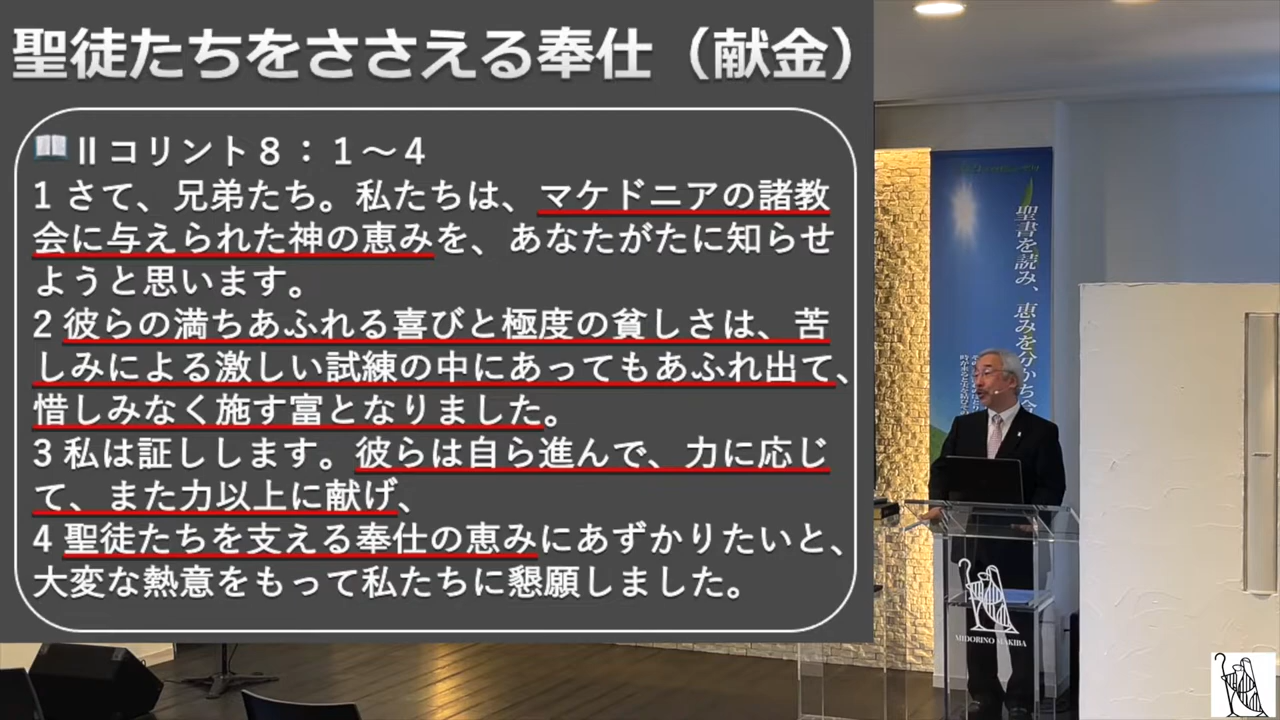 聖徒たちをささえる奉仕（献金）
Ⅱコリント８：１～４
1 さて、兄弟たち。私たちは、マケドニアの諸教
会に与えられた神の恵みを、あなたがたに知らせ
ようと思います。
2 彼らの満ちあふれる喜びと極度の貧しさは、苦
しみによる激しい試練の中にあってもあふれ出て、
惜しみなく施す富となりました。
3 私は証しします。彼らは自ら進んで、力に応じ
て、また力以上に献げ、
4 聖徒たちを支える奉仕の恵みにあずかりたいと、
大変な熱意をもって私たちに懇願しました。
聖書を読み、恵みを分かち
MIDORINO MAKIBA